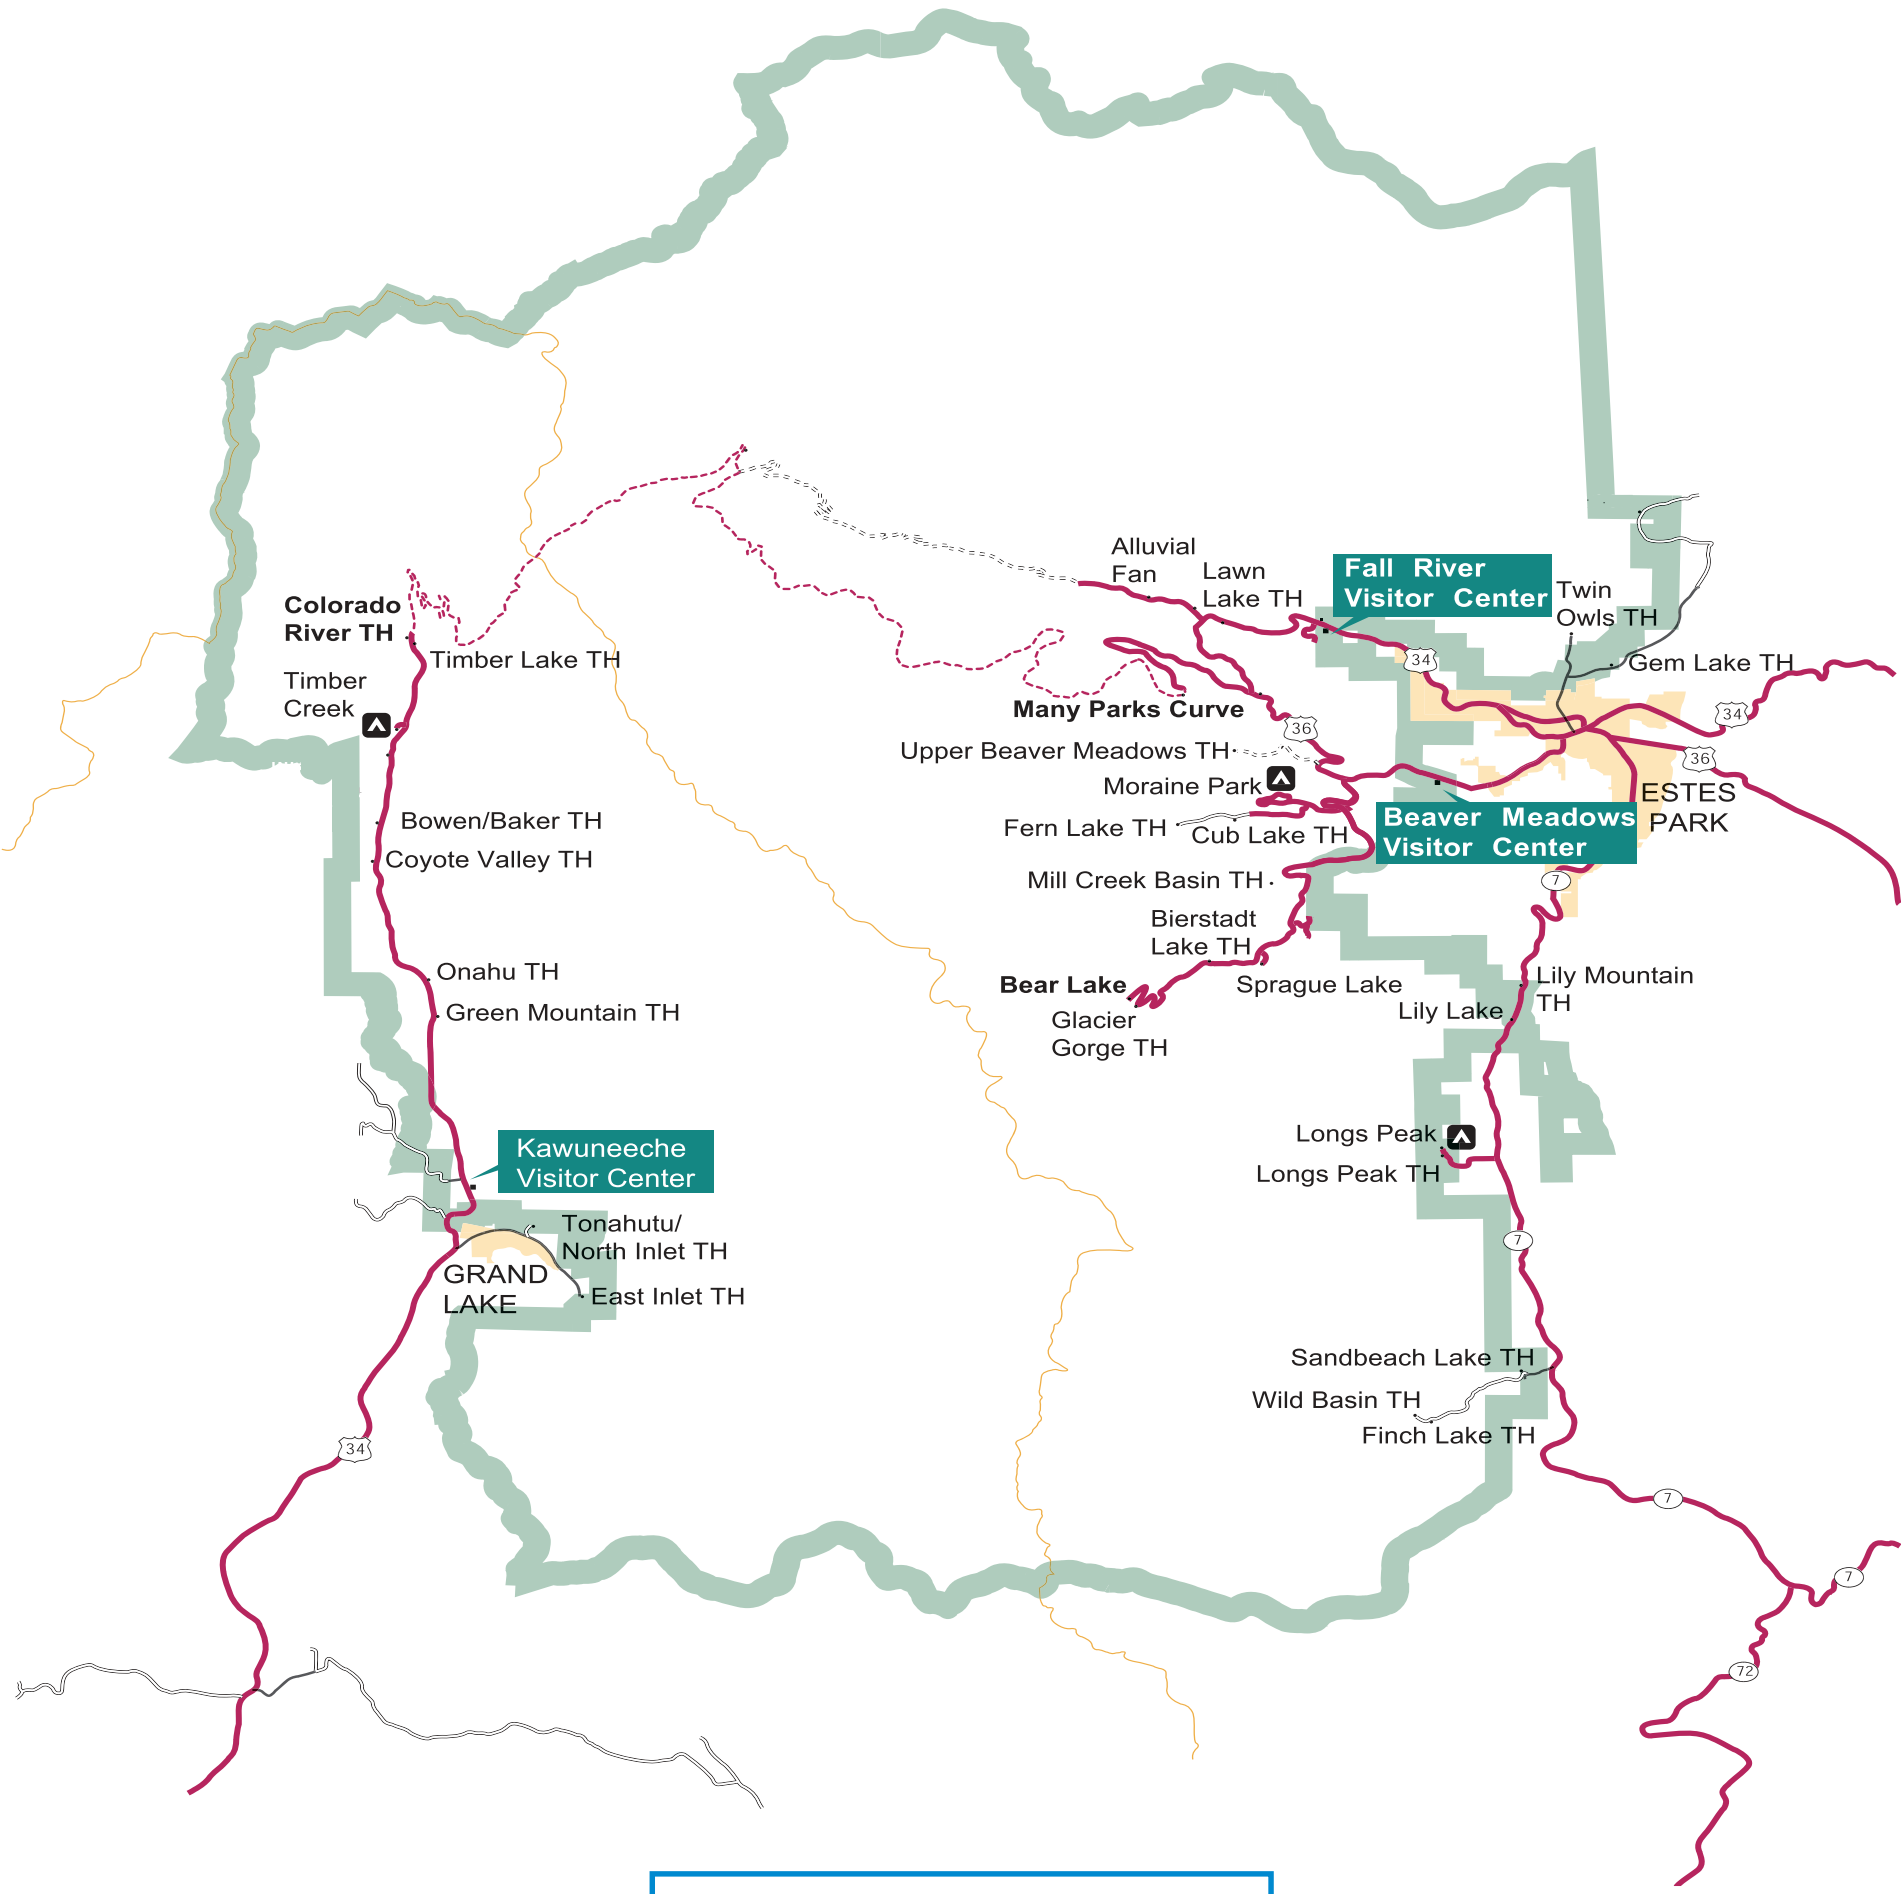 Alluvial
Fan
Lawn
Lake TH
Fall River
Visitor Center
Twin
Owls TH
Gem Lake TH
34
34
Colorado
River TH
Timber Lake TH
Timber
Creek
Many Parks Curve
36
Upper Beaver Meadows TH
36
Moraine Park
ESTES
PARK
Beaver Meadows
Visitor Center
Fern Lake TH
Cub Lake TH
Bowen/Baker TH
Coyote Valley TH
Mill Creek Basin TH
7
Bierstadt
Lake TH
Onahu TH
Bear Lake
Sprague Lake
Lily Mountain
TH
Lily Lake
Green Mountain TH
Glacier
Gorge TH
Longs Peak
Longs Peak TH
Kawuneeche
Visitor Center
Tonahutu/
North Inlet TH
7
GRAND
LAKE
East Inlet TH
Sandbeach Lake TH
Wild Basin TH
Finch Lake TH
34
7
7
72